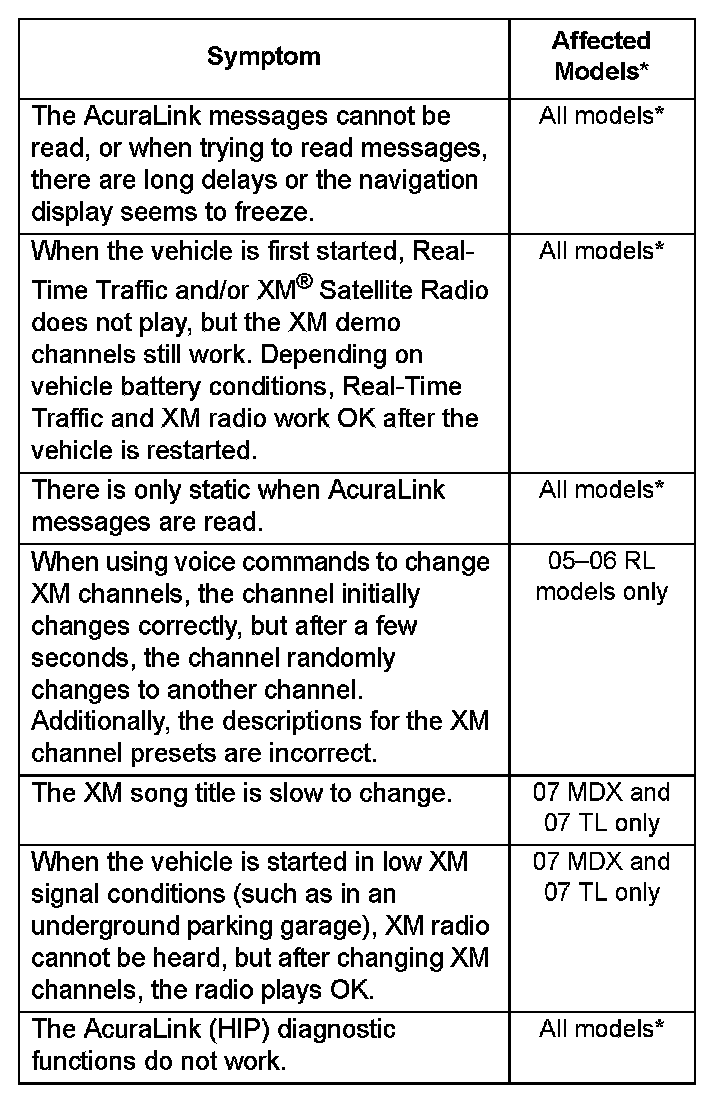 Symptom
Affected
Models*
The AcuraLink messages cannot be
read, or when trying to read messages,
there are long delays or the navigation
display seems to freeze.
All models*
When the vehicle is first started, Real-
Time Traffic and/or XM® Satellite Radio
does not play, but the XM demo
channels still work. Depending on
vehicle battery conditions, Real-Time
Traffic and XM radio work OK after the
vehicle is restarted.
All models*
There is only static when AcuraLink
messages are read.
All models*
When using voice commands to change
XM channels, the channel initially
changes correctly, but after a few
seconds, the channel randomly
changes to another channel.
Additionally, the descriptions for the XM
channel presets are incorrect.
05–06 RL
models only
The XM song title is slow to change.
07 MDX and
07 TL only
When the vehicle is started in low XM
signal conditions (such as in an
underground parking garage), XM radio
cannot be heard, but after changing XM
channels, the radio plays OK.
07 MDX and
07 TL only
The AcuraLink (HIP) diagnostic
functions do not work.
All models*